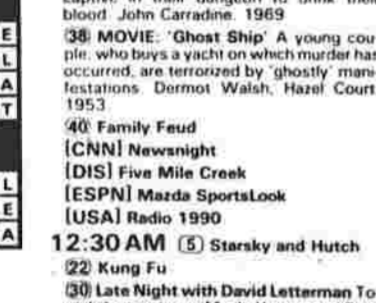 captive in their dungeon to drink their
blood. John Carradine. 1969
(38) MOVIE: 'Ghost Ship' A young cou-
ple, who buys a yacht on which murder has
occurred, are terrorized by 'ghostly' mani-
festations. Dermot Walsh, Hazel Court
1953
(40) Family Feud
[CNN] Newsnight
[DIS] Five Mile Creek
[ESPN] Mazda SportsLook
[USA] Radio 1990
12:30 AM (5) Starsky and Hutch
(22) Kung Fu
(30) Late Night with David Letterman To-
E
L
A
T
L
E
A